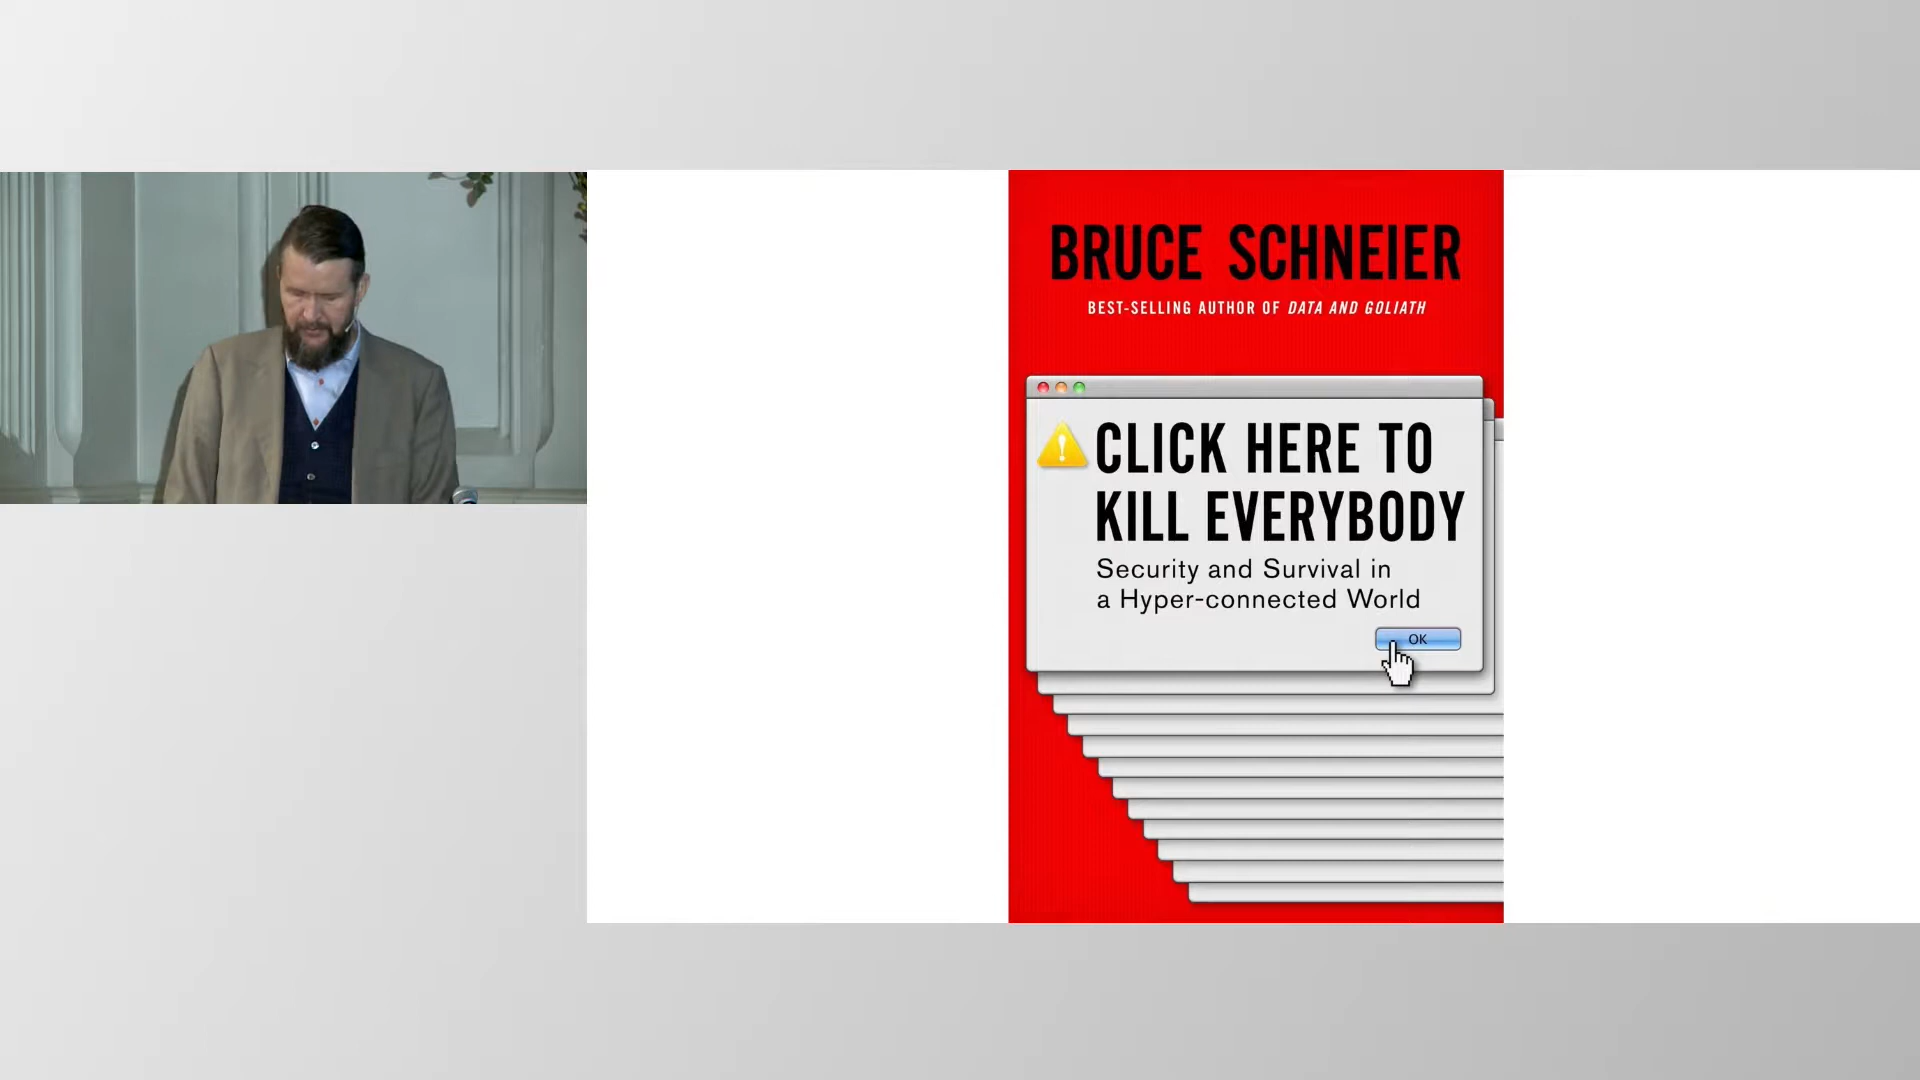 BRUCE SCHNEIER
BEST-SELLING AUTHOR OF DATA AND GOLIATH
CLICK HERE TO
KILL EVERYBODY
Security and Survival in
a Hyper-connected World
OK